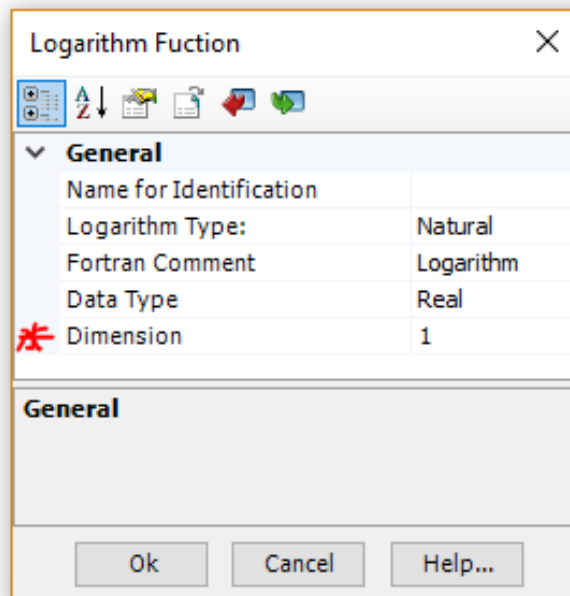 Logarithm Fuction
General
Name for Identification
Logarithm Type: Natural
Fortran Comment Logarithm
Data Type Real
Dimension 1
General
Ok Cancel Help...